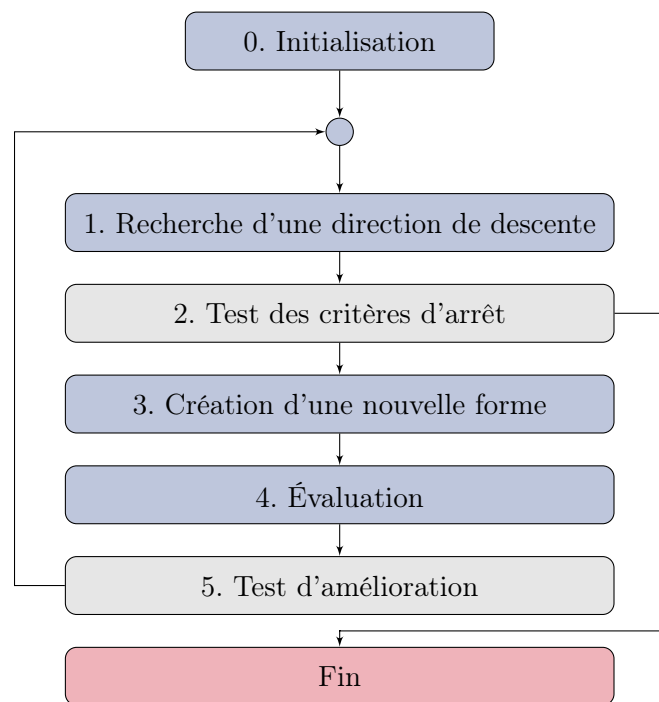 0. Initialisation
1. Recherche d'une direction de descente
2. Test des critères d'arrêt
3. Création d'une nouvelle forme
4. Évaluation
5. Test d'amélioration
Fin